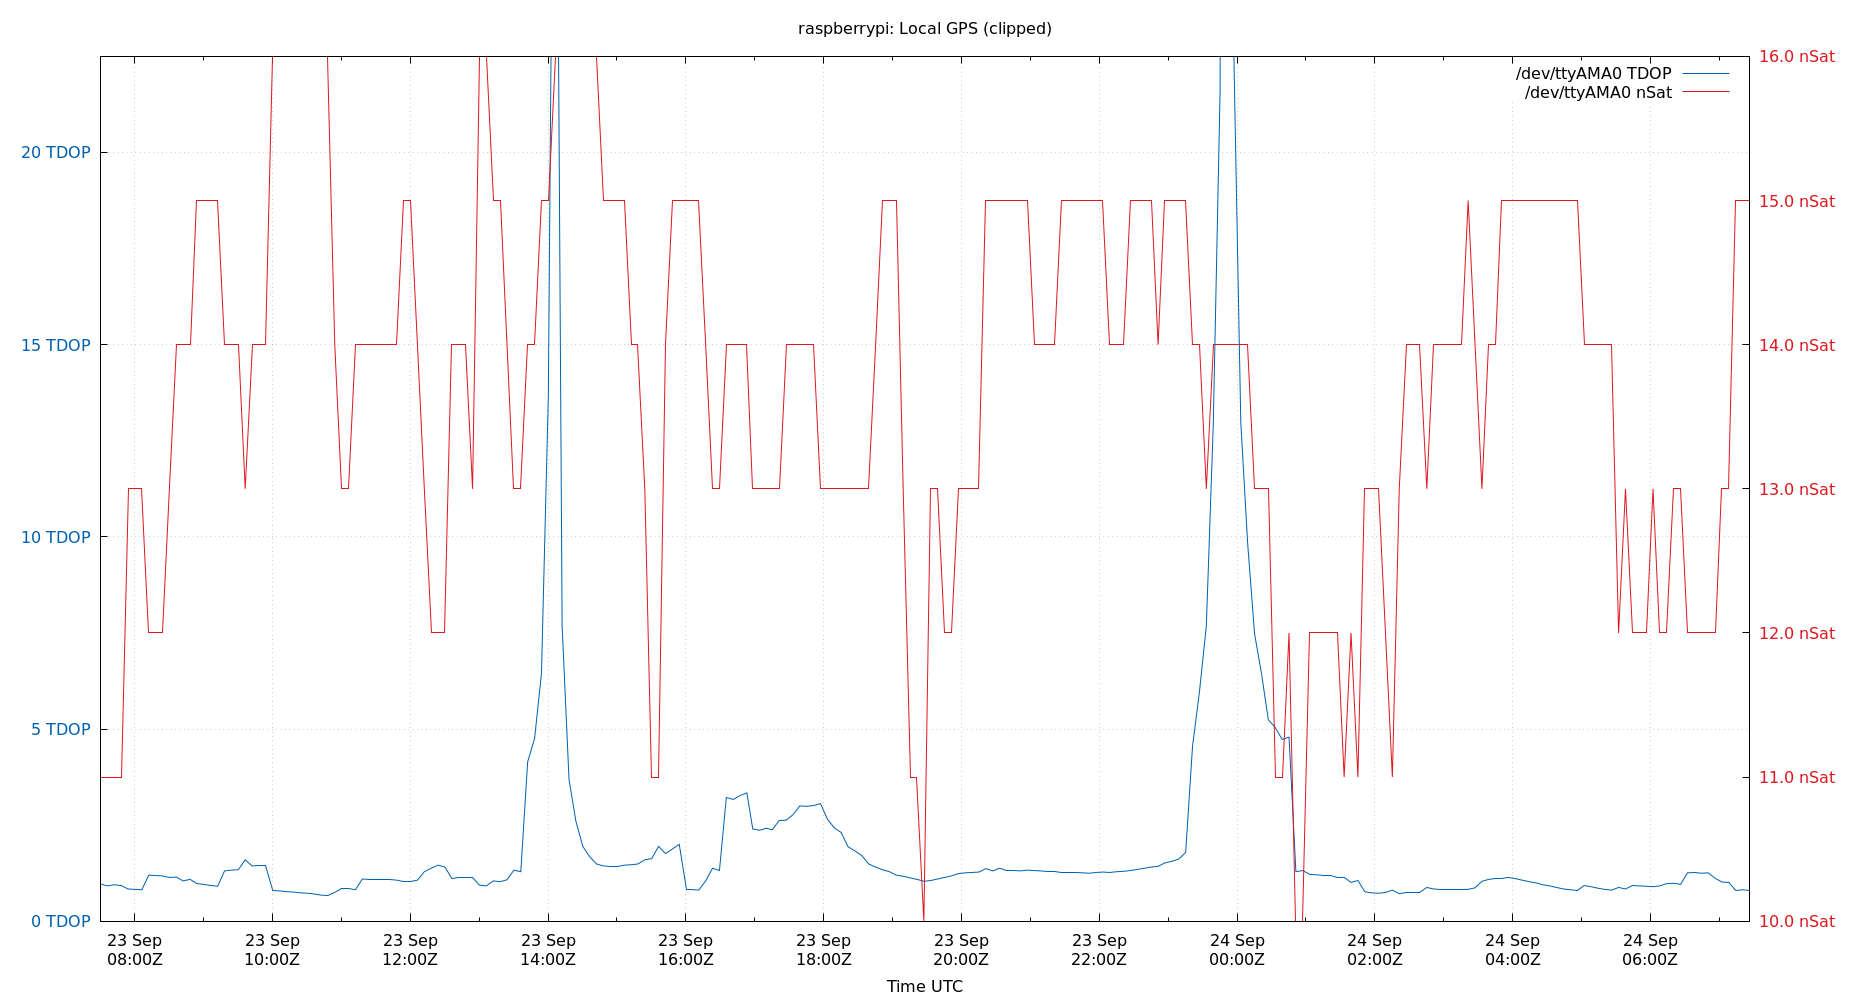 raspberrypi: Local GPS (clipped)
/dev/ttyAMA0 TDOP
/dev/ttyAMA0 nSat
20 TDOP
15 TDOP
10 TDOP
5 TDOP
0 TDOP
16.0 nSat
15.0 nSat
14.0 nSat
13.0 nSat
12.0 nSat
11.0 nSat
10.0 nSat
23 Sep 23 Sep 23 Sep 23 Sep 23 Sep 23 Sep 23 Sep 23 Sep 24 Sep 24 Sep 24 Sep 24 Sep
08:00Z 10:00Z 12:00Z 14:00Z 16:00Z 18:00Z 20:00Z 22:00Z 00:00Z 02:00Z 04:00Z 06:00Z
Time UTC